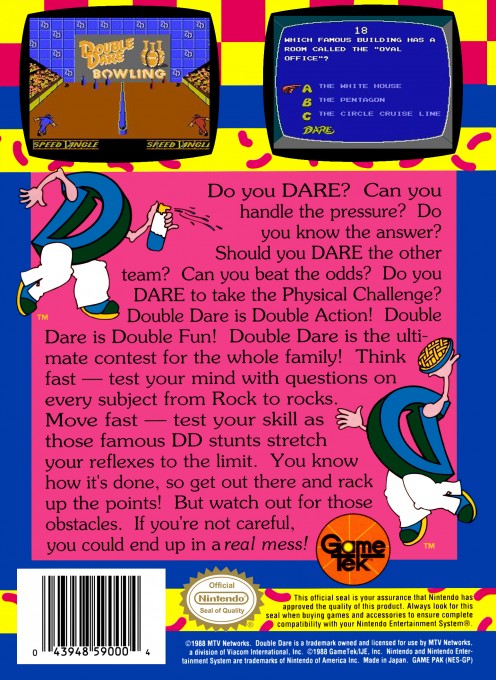 DOUBLE
DARE
BOWLING
SPEED ANGLE
SPEED ANGL
18
WHICH FAMOUS BUILDING HAS A
ROOM CALLED THE "OVAL
OFFICE"?
A THE WHITE HOUSE
B THE PENTAGON
C THE CIRCLE CRUISE LINE
DARE
Do you DARE? Can you
handle the pressure? Do
you know the answer?
Should you DARE the other
team? Can you beat the odds? Do you
DARE to take the Physical Challenge?
Double Dare is Double Action! Double
Dare is Double Fun! Double Dare is the ulti-
mate contest for the whole family! Think
fast — test your mind with questions on
every subject from Rock to rocks.
Move fast — test your skill as
those famous DD stunts stretch
your reflexes to the limit. You know
how it's done, so get out there and rack
up the points! But watch out for those
obstacles. If you're not careful,
you could end up in a real mess!
TM
TM
Game
Tek
0 43948 59000 4
Official
Nintendo
Seal of Quality
This official seal is your assurance that Nintendo has
approved the quality of this product. Always look for this
seal when buying games and accessories to ensure complete
compatibility with your Nintendo Entertainment System®.
©1988 MTV Networks. Double Dare is a trademark owned and licensed for use by MTV Networks.
a division of Viacom International, Inc. ©1988 GameTek/IJE, Inc. Nintendo and Nintendo Enter-
tainment System are trademarks of Nintendo of America Inc. Made in Japan. GAME PAK (NES-GP)